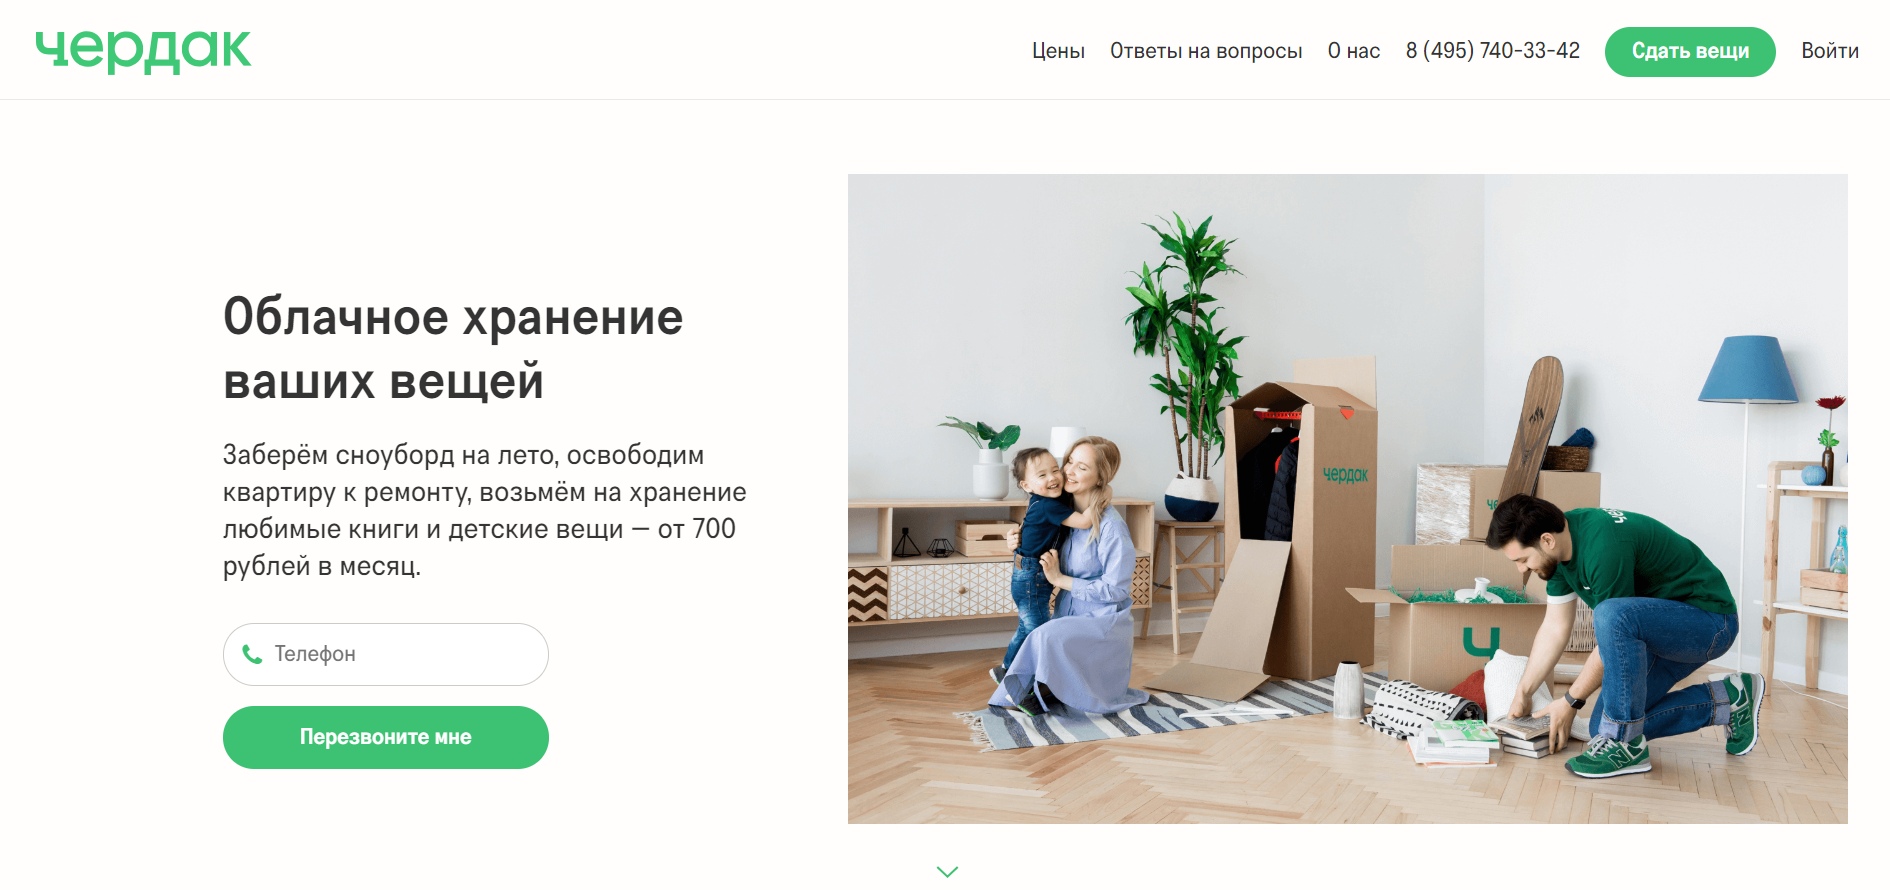 чердак
Цены Ответы на вопросы О нас 8 (495) 740-33-42 Сдать вещи Войти
Облачное хранение
ваших вещей
Заберём сноуборд на лето, освободим
квартиру к ремонту, возьмём на хранение
любимые книги и детские вещи — от 700
рублей в месяц.
Телефон
Перезвоните мне
чердак
ч